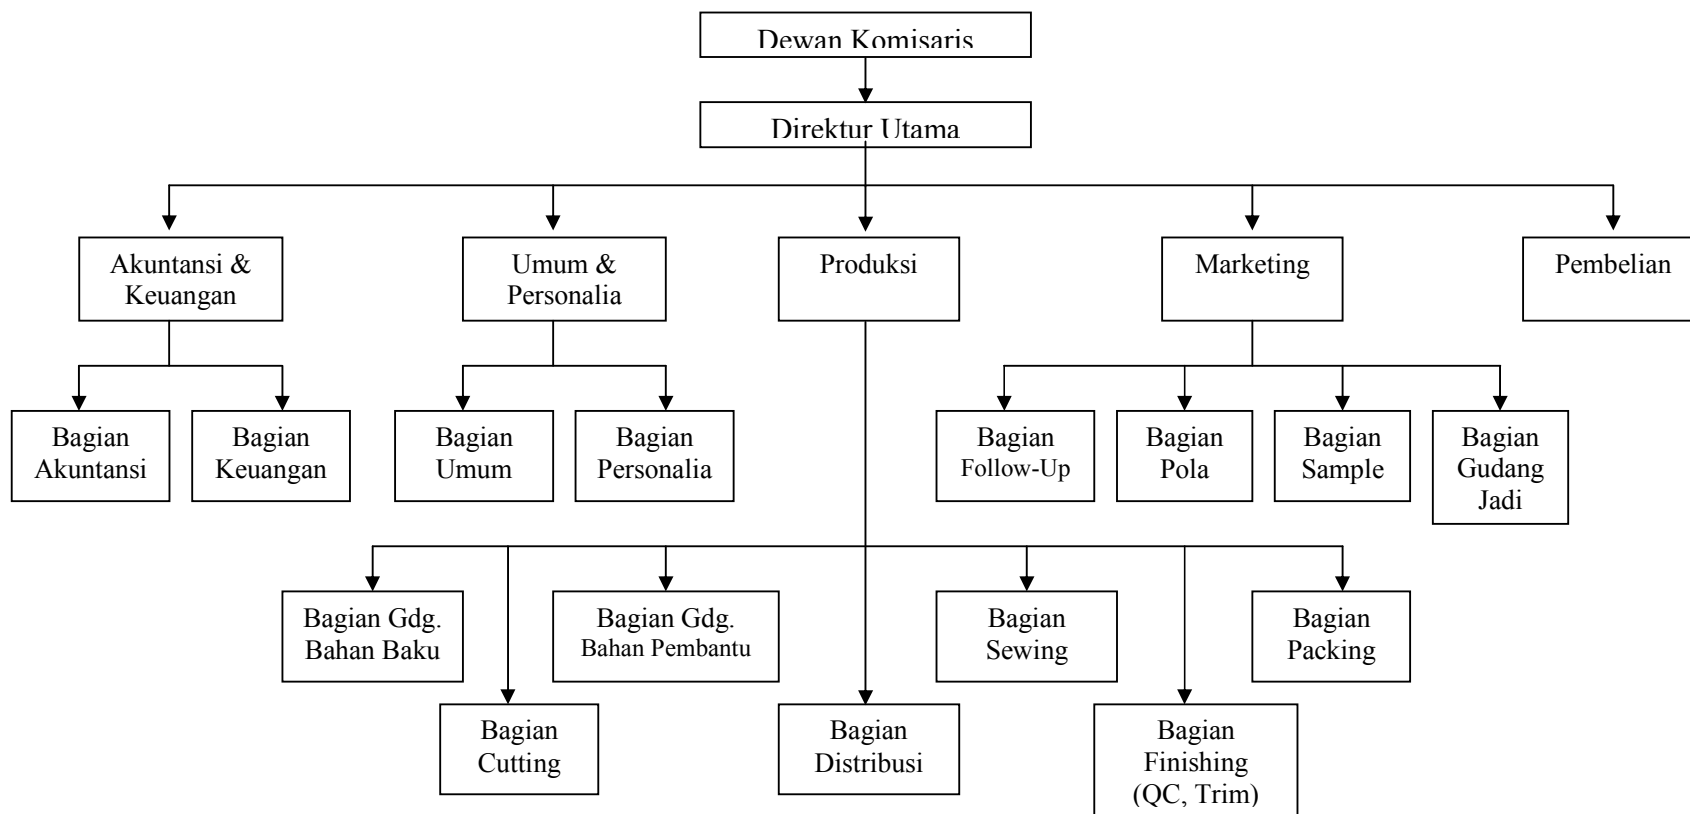 Dewan Komisaris
Direktur Utama
Akuntansi &
Keuangan
Umum &
Personalia
Produksi
Marketing
Pembelian
Bagian
Akuntansi
Bagian
Keuangan
Bagian
Umum
Bagian
Personalia
Bagian
Follow-Up
Bagian
Pola
Bagian
Sample
Bagian
Gudang
Jadi
Bagian Gdg.
Bahan Baku
Bagian Gdg.
Bahan Pembantu
Bagian
Sewing
Bagian
Packing
Bagian
Cutting
Bagian
Distribusi
Bagian
Finishing
(QC, Trim)